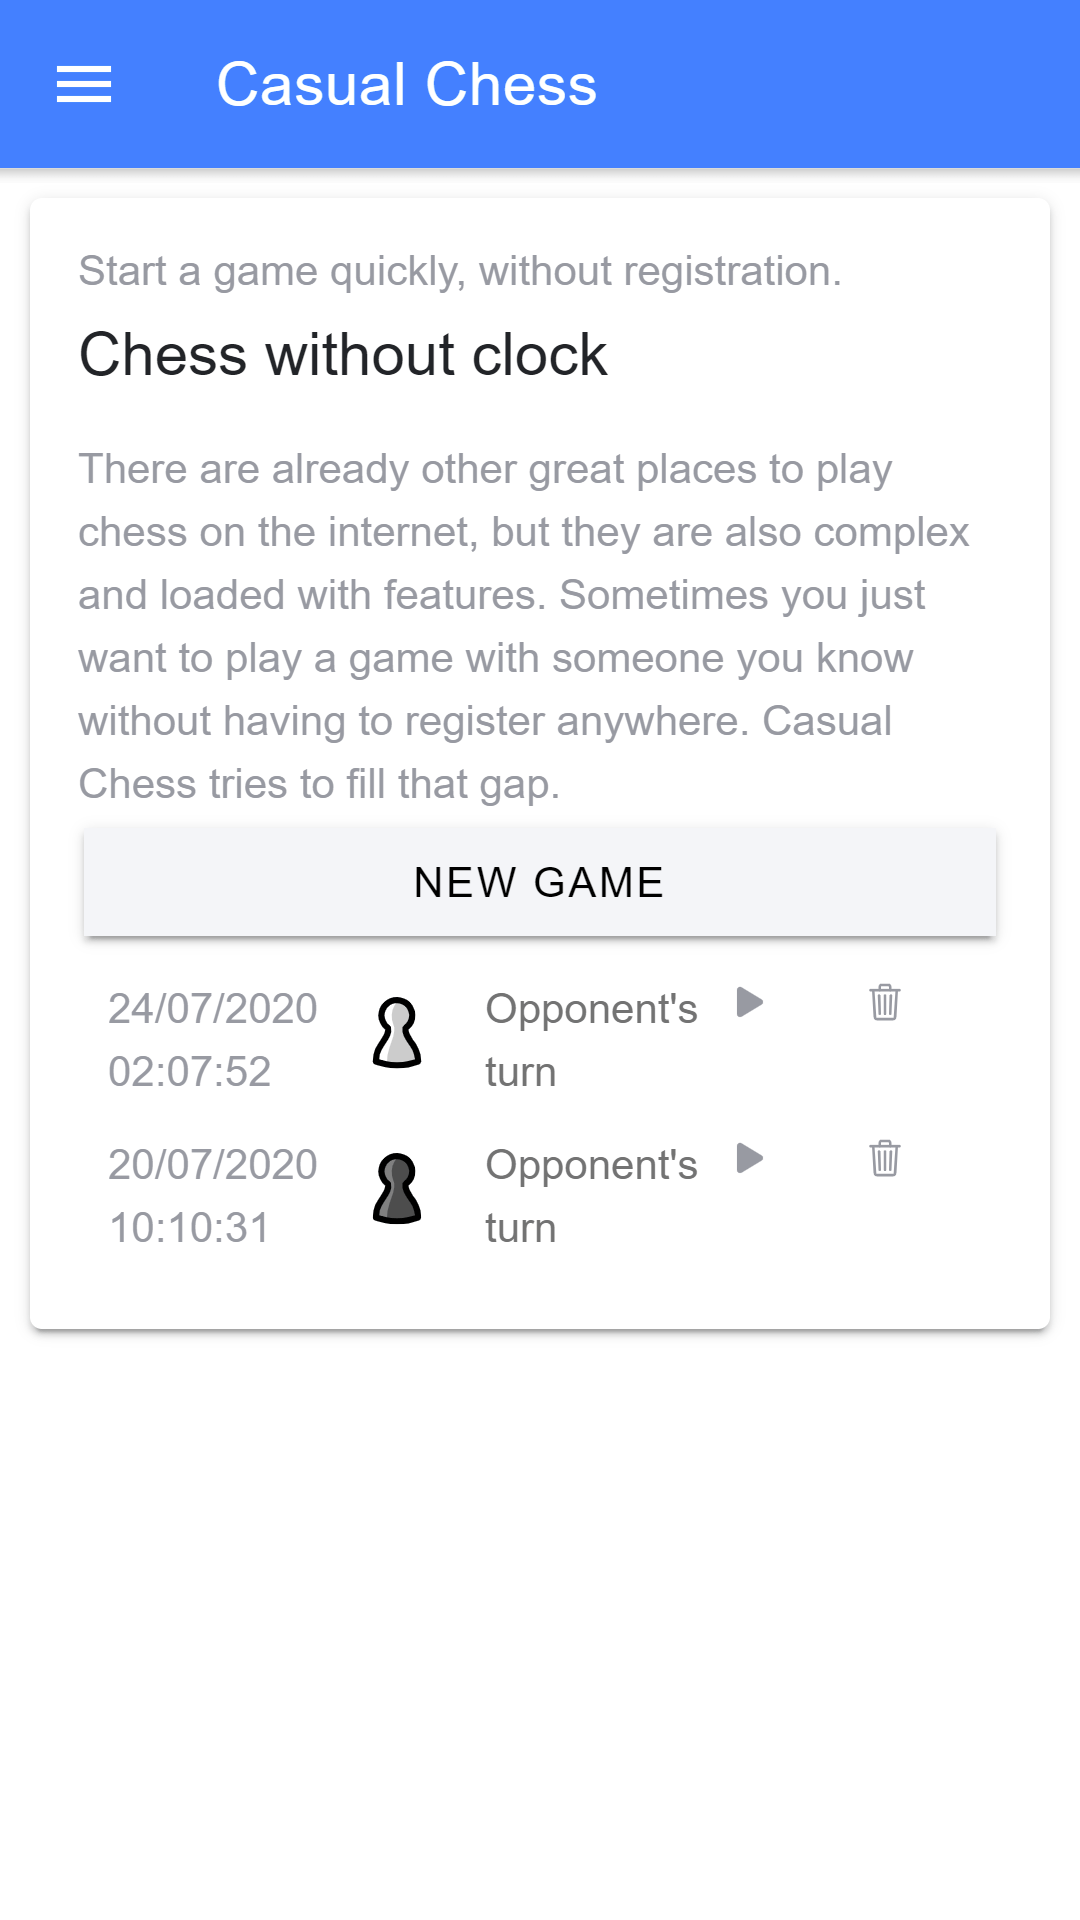 Casual Chess
Start a game quickly, without registration.
Chess without clock
There are already other great places to play
chess on the internet, but they are also complex
and loaded with features. Sometimes you just
want to play a game with someone you know
without having to register anywhere. Casual
Chess tries to fill that gap.
NEW GAME
24/07/2020
02:07:52
Opponent's
turn
20/07/2020
10:10:31
Opponent's
turn